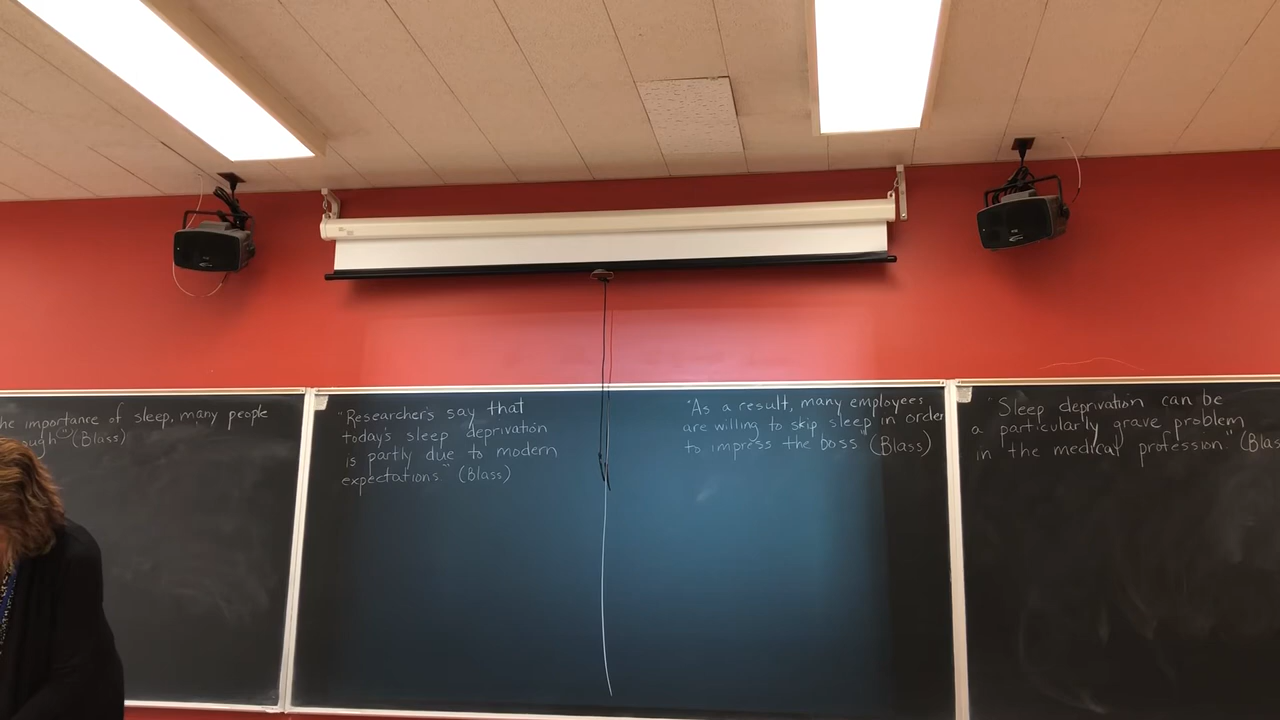 he importance of sleep, many people
ough" (Blass)
"Researcher's say that
today's sleep deprivation
is partly due to modern
expectations" (Blass)
"As a result, many employees
are willing to skip sleep in order
to impress the boss" (Blass)
"Sleep deprivation can be
a particularly grave problem
in the medical profession." (Blas